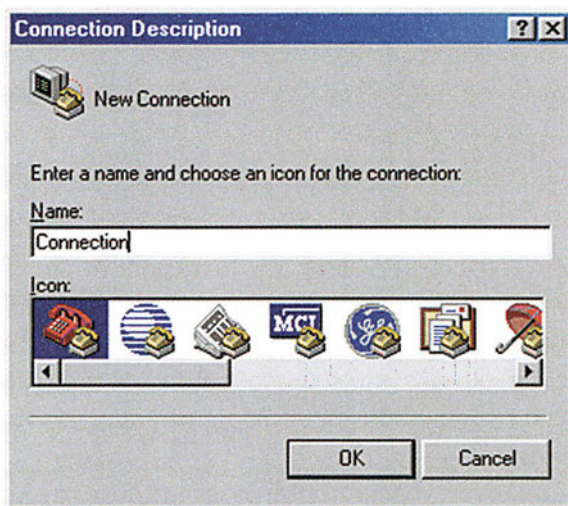 Connection Description
New Connection
Enter a name and choose an icon for the connection:
Name:
Connection
Icon:
MCI
OK
Cancel